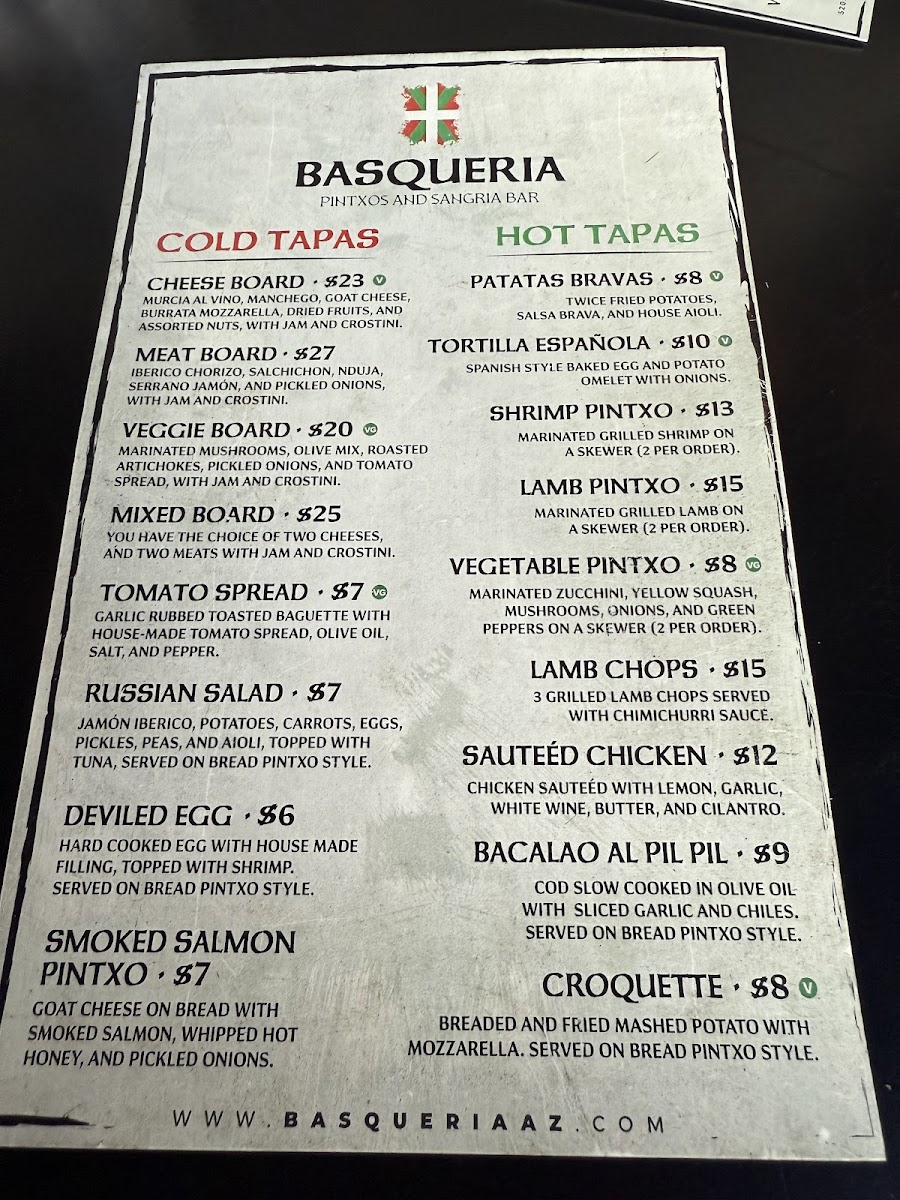 BASQUERIA
PINTXOS AND SANGRIA BAR
COLD TAPAS
CHEESE BOARD · $23 V
MURCIA AL VINO, MANCHEGO, GOAT CHEESE,
BURRATA MOZZARELLA, DRIED FRUITS, AND
ASSORTED NUTS, WITH JAM AND CROSTINI.
MEAT BOARD · $27
IBERICO CHORIZO, SALCHICHON, NDUJA,
SERRANO JAMÓN, AND PICKLED ONIONS,
WITH JAM AND CROSTINI.
VEGGIE BOARD · $20 VG
MARINATED MUSHROOMS, OLIVE MIX, ROASTED
ARTICHOKES, PICKLED ONIONS, AND TOMATO
SPREAD, WITH JAM AND CROSTINI.
MIXED BOARD · $25
YOU HAVE THE CHOICE OF TWO CHEESES,
AND TWO MEATS WITH JAM AND CROSTINI.
TOMATO SPREAD · $7 VG
GARLIC RUBBED TOASTED BAGUETTE WITH
HOUSE-MADE TOMATO SPREAD, OLIVE OIL,
SALT, AND PEPPER.
RUSSIAN SALAD · $7
JAMÓN IBERICO, POTATOES, CARROTS, EGGS,
PICKLES, PEAS, AND AIOLI, TOPPED WITH
TUNA, SERVED ON BREAD PINTXO STYLE.
DEVILED EGG · $6
HARD COOKED EGG WITH HOUSE MADE
FILLING, TOPPED WITH SHRIMP.
SERVED ON BREAD PINTXO STYLE.
SMOKED SALMON
PINTXO · $7
GOAT CHEESE ON BREAD WITH
SMOKED SALMON, WHIPPED HOT
HONEY, AND PICKLED ONIONS.
HOT TAPAS
PATATAS BRAVAS · $8 V
TWICE FRIED POTATOES,
SALSA BRAVA, AND HOUSE AIOLI.
TORTILLA ESPAÑOLA · $10 V
SPANISH STYLE BAKED EGG AND POTATO
OMELET WITH ONIONS.
SHRIMP PINTXO · $13
MARINATED GRILLED SHRIMP ON
A SKEWER (2 PER ORDER).
LAMB PINTXO · $15
MARINATED GRILLED LAMB ON
A SKEWER (2 PER ORDER).
VEGETABLE PINTXO · $8 VG
MARINATED ZUCCHINI, YELLOW SQUASH,
MUSHROOMS, ONIONS, AND GREEN
PEPPERS ON A SKEWER (2 PER ORDER).
LAMB CHOPS · $15
3 GRILLED LAMB CHOPS SERVED
WITH CHIMICHURRI SAUCE.
SAUTEÉD CHICKEN · $12
CHICKEN SAUTEÉD WITH LEMON, GARLIC,
WHITE WINE, BUTTER, AND CILANTRO.
BACALAO AL PIL PIL · $9
COD SLOW COOKED IN OLIVE OIL
WITH SLICED GARLIC AND CHILES.
SERVED ON BREAD PINTXO STYLE.
CROQUETTE · $8 V
BREADED AND FRIED MASHED POTATO WITH
MOZZARELLA. SERVED ON BREAD PINTXO STYLE.
WWW.BASQUERIAAZ.COM